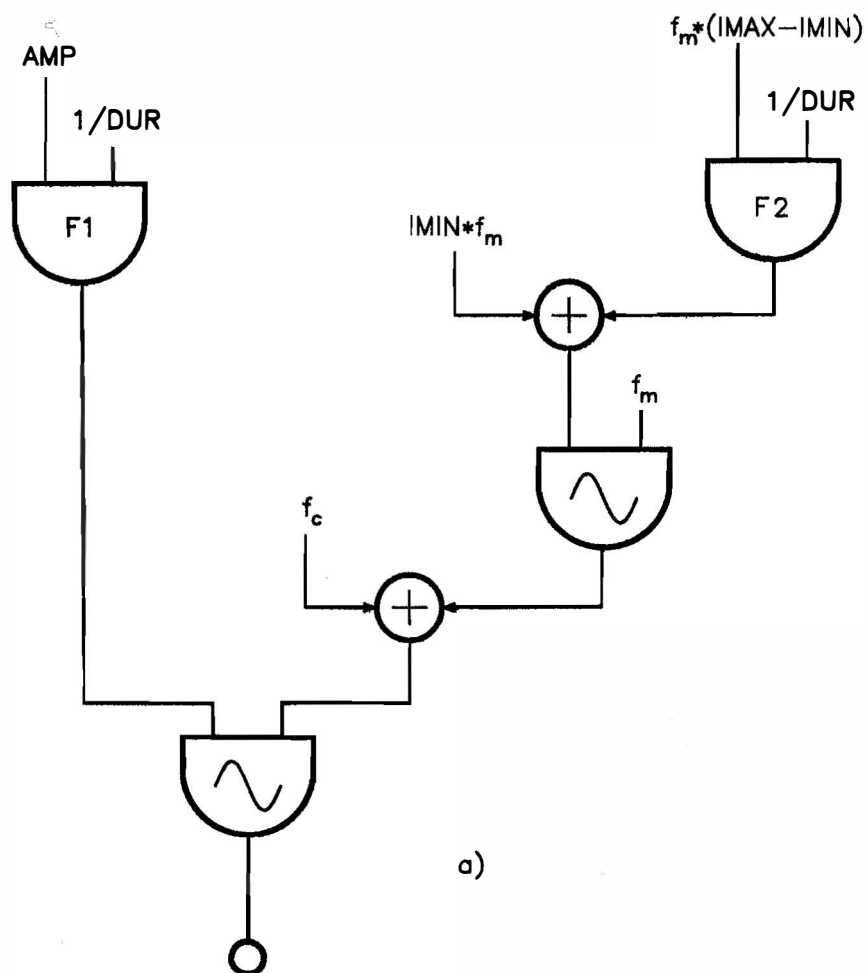 AMP
f_m*(IMAX−IMIN)
1/DUR
1/DUR
F1
F2
IMIN*f_m
f_m
f_c
a)